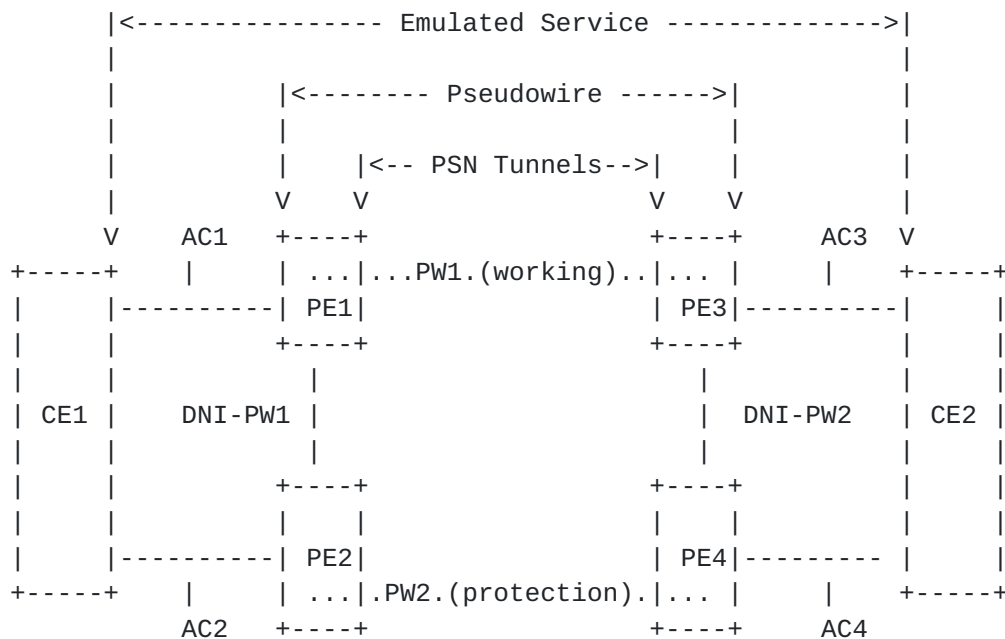 |<---------------- Emulated Service -------------->|
|                                                  |
|          |<-------- Pseudowire ------>|          |
|          |                            |          |
|          |    |<-- PSN Tunnels-->|    |          |
|          V    V                  V    V          |
V    AC1   +----+                  +----+     AC3  V
+-----+    |     | ...|...PW1.(working)..|... |     |    +-----+
|     |----------| PE1|                  | PE3|----------|     |
|     |          +----+                  +----+          |     |
|     |            |                        |            |     |
| CE1 |    DNI-PW1 |                        |  DNI-PW2   | CE2 |
|     |            |                        |            |     |
|     |          +----+                  +----+          |     |
|     |          |    |                  |    |          |     |
|     |----------| PE2|                  | PE4|--------- |     |
+-----+    |     | ...|.PW2.(protection).|... |     |    +-----+
AC2   +----+                  +----+     AC4